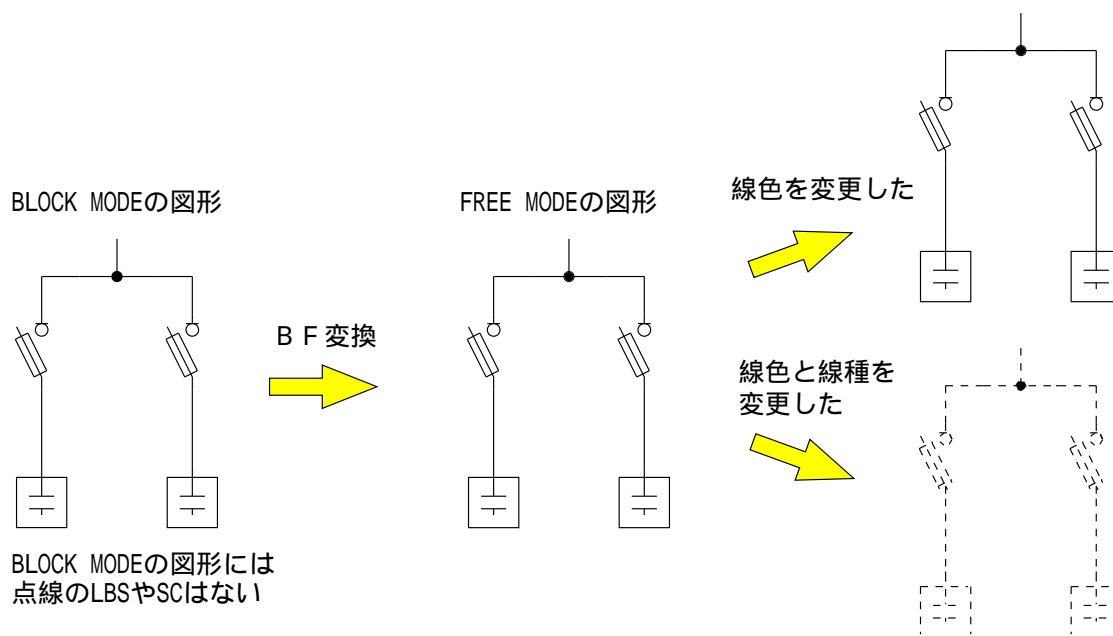 BLOCK MODEの図形
FREE MODEの図形
線色を変更した
BF変換
線色と線種を
変更した
BLOCK MODEの図形には
点線のLBSやSCはない